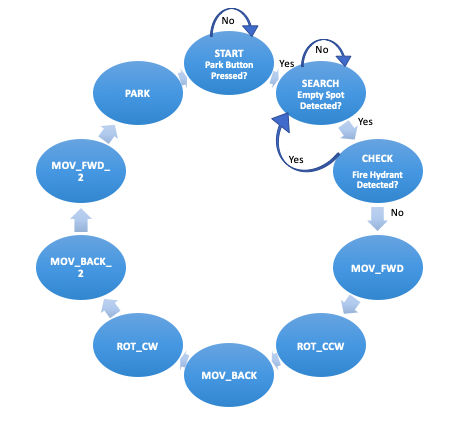 No
START
Park Button
Pressed?
Yes
No
SEARCH
Empty Spot
Detected?
Yes
CHECK
Fire Hydrant
Detected?
Yes
No
MOV_FWD
ROT_CCW
MOV_BACK
ROT_CW
MOV_BACK_
2
MOV_FWD_
2
PARK